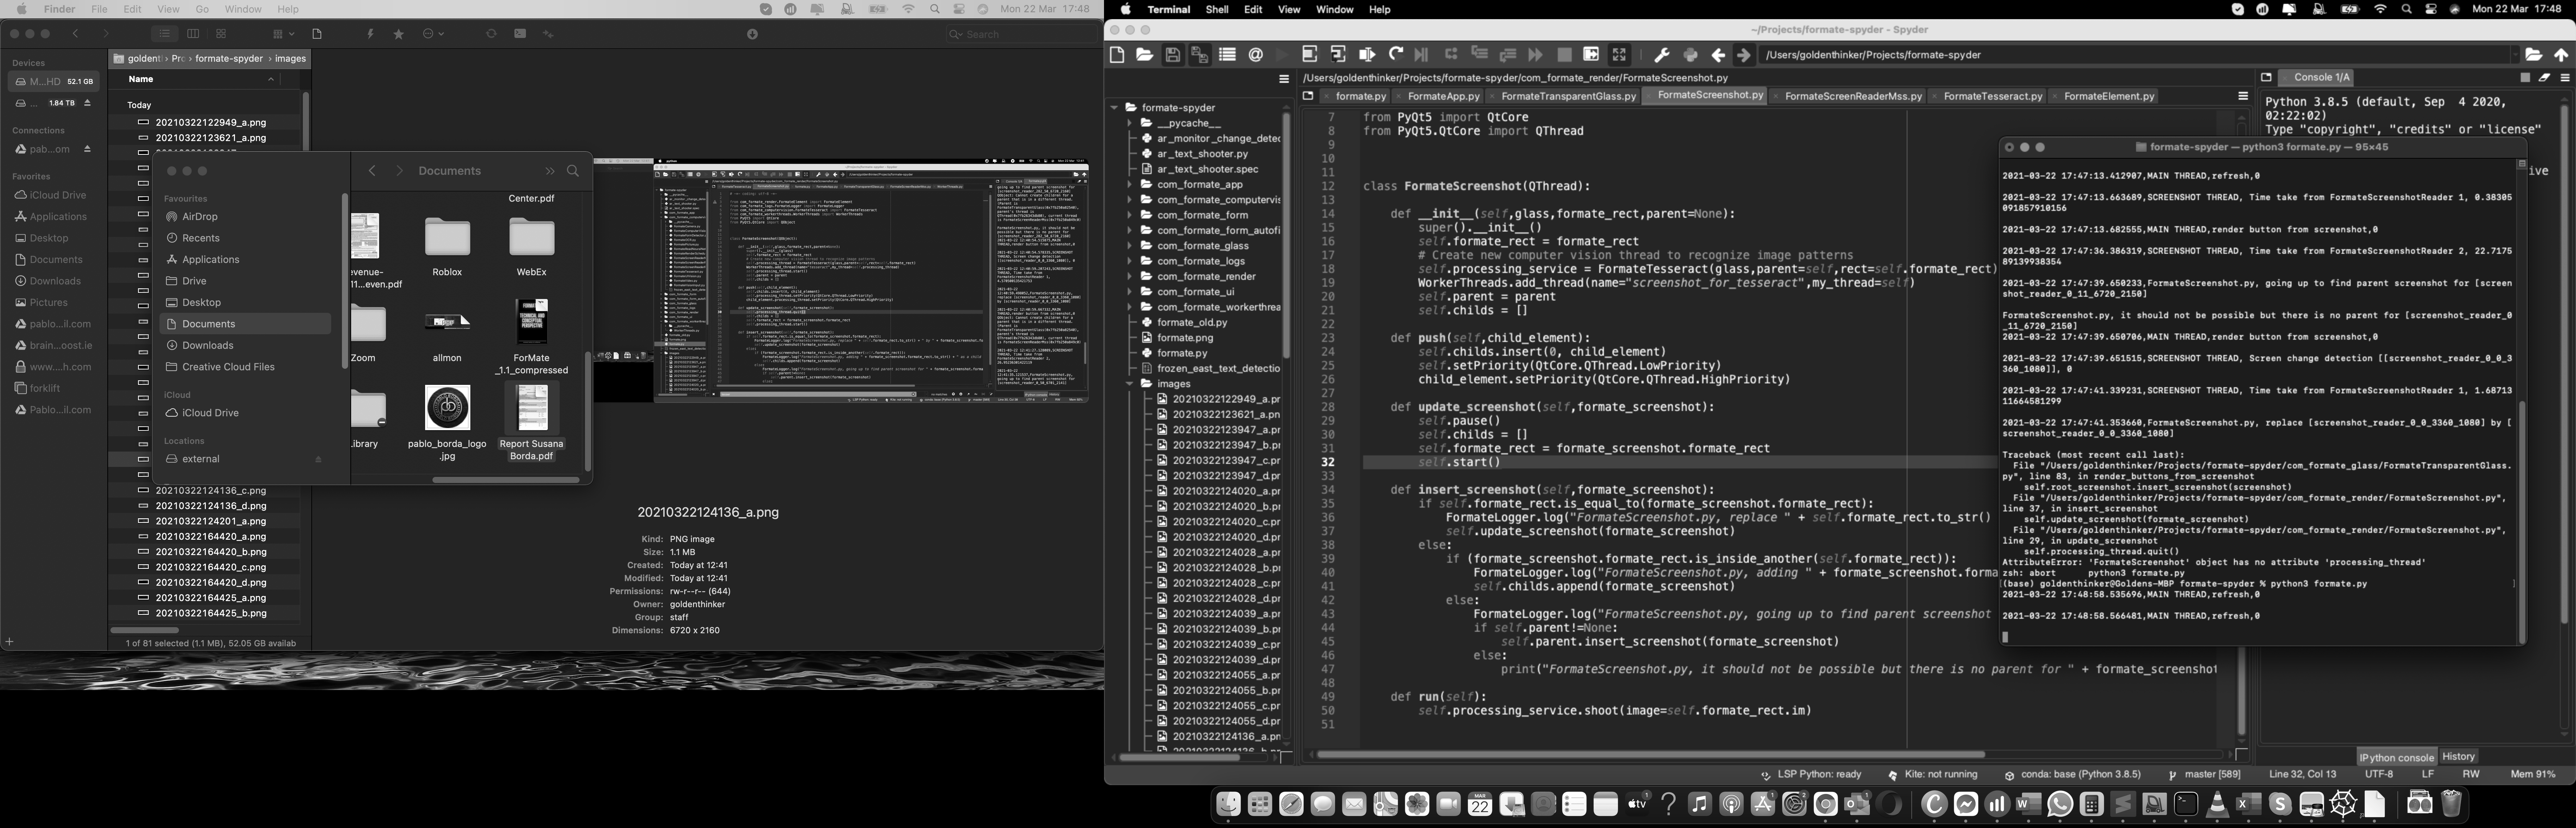 Finder File Edit View Go Window Help
Mon 22 Mar 17:48
Search
Devices
M...HD 52.1 GB
... 1.84 TB
Connections
pab...om
Favorites
iCloud Drive
Applications
Desktop
Documents
Downloads
Pictures
pablo...il.com
brain...ost.ie
www....h.com
forklift
Pablo...il.com
formate-spyder › images
Name
Today
20210322122949_a.png
20210322123621_a.png
20210322124136_c.png
20210322124136_d.png
20210322124201_a.png
20210322164420_a.png
20210322164420_b.png
20210322164420_c.png
20210322164420_d.png
20210322164425_a.png
20210322164425_b.png
1 of 81 selected (1.1 MB), 52.05 GB availab
Documents
Favourites
AirDrop
Recents
Applications
Drive
Desktop
Documents
Downloads
Creative Cloud Files
iCloud
iCloud Drive
Locations
external
Center.pdf
evenue-
11...even.pdf
Roblox
WebEx
Zoom
allmon
ForMate
_1.1_compressed
ibrary
pablo_borda_logo
.jpg
Report Susana
Borda.pdf
20210322124136_a.png
Kind: PNG image
Size: 1.1 MB
Created: Today at 12:41
Modified: Today at 12:41
Permissions: rw-r--r-- (644)
Owner: goldenthinker
Group: staff
Dimensions: 6720 x 2160
Terminal Shell Edit View Window Help
Mon 22 Mar 17:48
~/Projects/formate-spyder - Spyder
/Users/goldenthinker/Projects/formate-spyder
/Users/goldenthinker/Projects/formate-spyder/com_formate_render/FormateScreenshot.py
formate.py FormateApp.py FormateTransparentGlass.py FormateScreenshot.py FormateScreenReaderMss.py FormateTesseract.py FormateElement.py
formate-spyder
__pycache__
ar_monitor_change_detec
ar_text_shooter.py
ar_text_shooter.spec
com_formate_app
com_formate_computervis
com_formate_form
com_formate_form_autofi
com_formate_glass
com_formate_logs
com_formate_render
com_formate_ui
com_formate_workerthrea
formate_old.py
formate.png
formate.py
frozen_east_text_detectio
images
20210322122949_a.pr
20210322123621_a.pn
20210322123947_a.pr
20210322123947_b.pr
20210322123947_c.pr
20210322123947_d.pr
20210322124020_a.pr
20210322124020_b.pr
20210322124020_c.pr
20210322124020_d.pr
20210322124028_a.pr
20210322124028_b.pr
20210322124028_c.pr
20210322124028_d.pr
20210322124039_a.pr
20210322124039_b.pr
20210322124039_c.pr
20210322124039_d.pr
20210322124055_a.pr
20210322124055_b.pr
20210322124055_c.pr
20210322124055_d.pr
20210322124136_a.pn
7 from PyQt5 import QtCore
8 from PyQt5.QtCore import QThread
9
10
11
12 class FormateScreenshot(QThread):
13
14 def __init__(self,glass,formate_rect,parent=None):
15 super().__init__()
16 self.formate_rect = formate_rect
17 # Create new computer vision thread to recognize image patterns
18 self.processing_service = FormateTesseract(glass,parent=self,rect=self.formate_rect)
19 WorkerThreads.add_thread(name="screenshot_for_tesseract",my_thread=self)
20 self.parent = parent
21 self.childs = []
22
23 def push(self,child_element):
24 self.childs.insert(0, child_element)
25 self.setPriority(QtCore.QThread.LowPriority)
26 child_element.setPriority(QtCore.QThread.HighPriority)
27
28 def update_screenshot(self,formate_screenshot):
29 self.pause()
30 self.childs = []
31 self.formate_rect = formate_screenshot.formate_rect
32 self.start()
33
34 def insert_screenshot(self,formate_screenshot):
35 if self.formate_rect.is_equal_to(formate_screenshot.formate_rect):
36 FormateLogger.log("FormateScreenshot.py, replace " + self.formate_rect.to_str()
37 self.update_screenshot(formate_screenshot)
38 else:
39 if (formate_screenshot.formate_rect.is_inside_another(self.formate_rect)):
40 FormateLogger.log("FormateScreenshot.py, adding " + formate_screenshot.forma
41 self.childs.append(formate_screenshot)
42 else:
43 FormateLogger.log("FormateScreenshot.py, going up to find parent screenshot
44 if self.parent!=None:
45 self.parent.insert_screenshot(formate_screenshot)
46 else:
47 print("FormateScreenshot.py, it should not be possible but there is no parent for " + formate_screenshot
48
49 def run(self):
50 self.processing_service.shoot(image=self.formate_rect.im)
51
Console 1/A
Python 3.8.5 (default, Sep 4 2020,
02:22:02)
Type "copyright", "credits" or "license"
ive
formate-spyder — python3 formate.py — 95×45
2021-03-22 17:47:13.412907,MAIN THREAD,refresh,0
2021-03-22 17:47:13.663689,SCREENSHOT THREAD, Time take from FormateScreenshotReader 1, 0.38305
091857910156
2021-03-22 17:47:13.682555,MAIN THREAD,render button from screenshot,0
2021-03-22 17:47:36.386319,SCREENSHOT THREAD, Time take from FormateScreenshotReader 2, 22.7175
89139938354
2021-03-22 17:47:39.650233,FormateScreenshot.py, going up to find parent screenshot for [screen
shot_reader_0_11_6720_2150]
FormateScreenshot.py, it should not be possible but there is no parent for [screenshot_reader_0
_11_6720_2150]
2021-03-22 17:47:39.650706,MAIN THREAD,render button from screenshot,0
2021-03-22 17:47:39.651515,SCREENSHOT THREAD, Screen change detection [[screenshot_reader_0_0_3
360_1080]], 0
2021-03-22 17:47:41.339231,SCREENSHOT THREAD, Time take from FormateScreenshotReader 1, 1.68713
11664581299
2021-03-22 17:47:41.353660,FormateScreenshot.py, replace [screenshot_reader_0_0_3360_1080] by [
screenshot_reader_0_0_3360_1080]
Traceback (most recent call last):
File "/Users/goldenthinker/Projects/formate-spyder/com_formate_glass/FormateTransparentGlass.
py", line 83, in render_buttons_from_screenshot
self.root_screenshot.insert_screenshot(screenshot)
File "/Users/goldenthinker/Projects/formate-spyder/com_formate_render/FormateScreenshot.py",
line 37, in insert_screenshot
self.update_screenshot(formate_screenshot)
File "/Users/goldenthinker/Projects/formate-spyder/com_formate_render/FormateScreenshot.py",
line 29, in update_screenshot
self.processing_thread.quit()
AttributeError: 'FormateScreenshot' object has no attribute 'processing_thread'
zsh: abort python3 formate.py
(base) goldenthinker@Goldens-MBP formate-spyder % python3 formate.py
2021-03-22 17:48:58.535696,MAIN THREAD,refresh,0
2021-03-22 17:48:58.566481,MAIN THREAD,refresh,0
IPython console History
LSP Python: ready Kite: not running conda: base (Python 3.8.5) master [589] Line 32, Col 13 UTF-8 LF RW Mem 91%
MAR
22
tv